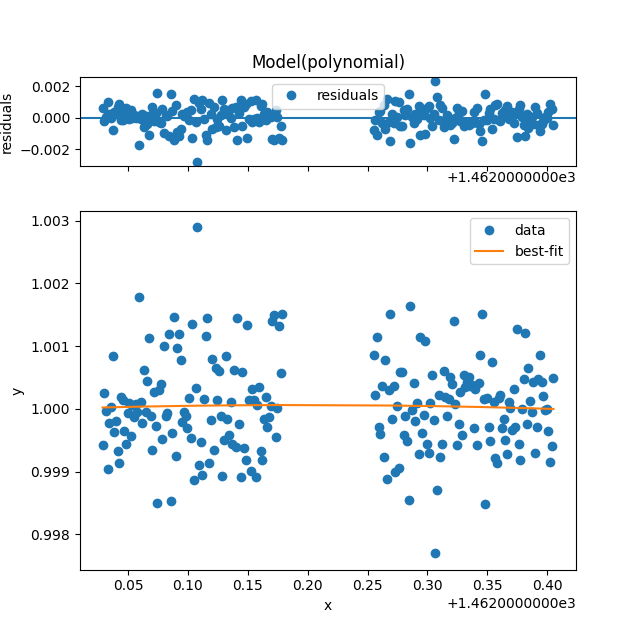 Model(polynomial)
0.002
0.000
−0.002
residuals
residuals
+1.4620000000e3
1.003
1.002
1.001
1.000
0.999
0.998
y
data
best-fit
0.05 0.10 0.15 0.20 0.25 0.30 0.35 0.40
x
+1.4620000000e3